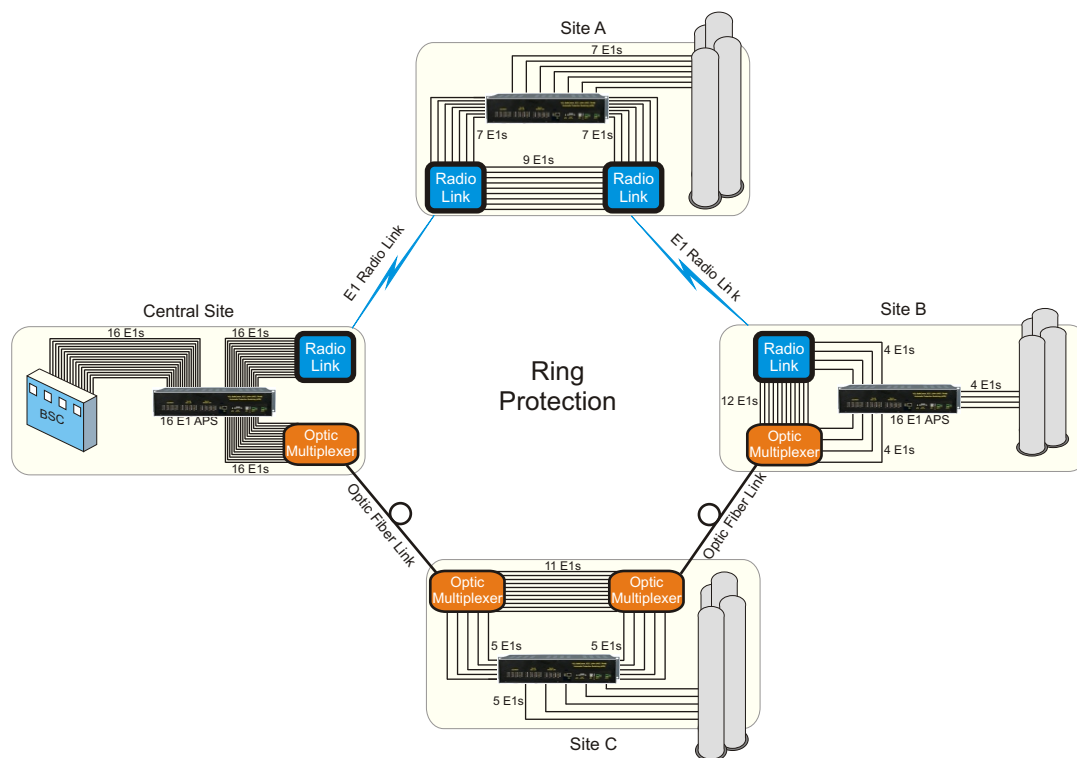 Site A
7 E1s
7 E1s
7 E1s
9 E1s
Radio
Link
Radio
Link
E1 Radio Link
E1 Radio Lh k
Central Site
16 E1s
16 E1s
Radio
Link
BSC
16 E1 APS
Optic
Multiplexer
16 E1s
Ring
Protection
Site B
Radio
Link
4 E1s
4 E1s
12 E1s
16 E1 APS
Optic
Multiplexer
4 E1s
Optic Fiber Link
Optic Fiber Link
11 E1s
Optic
Multiplexer
Optic
Multiplexer
5 E1s
5 E1s
5 E1s
Site C